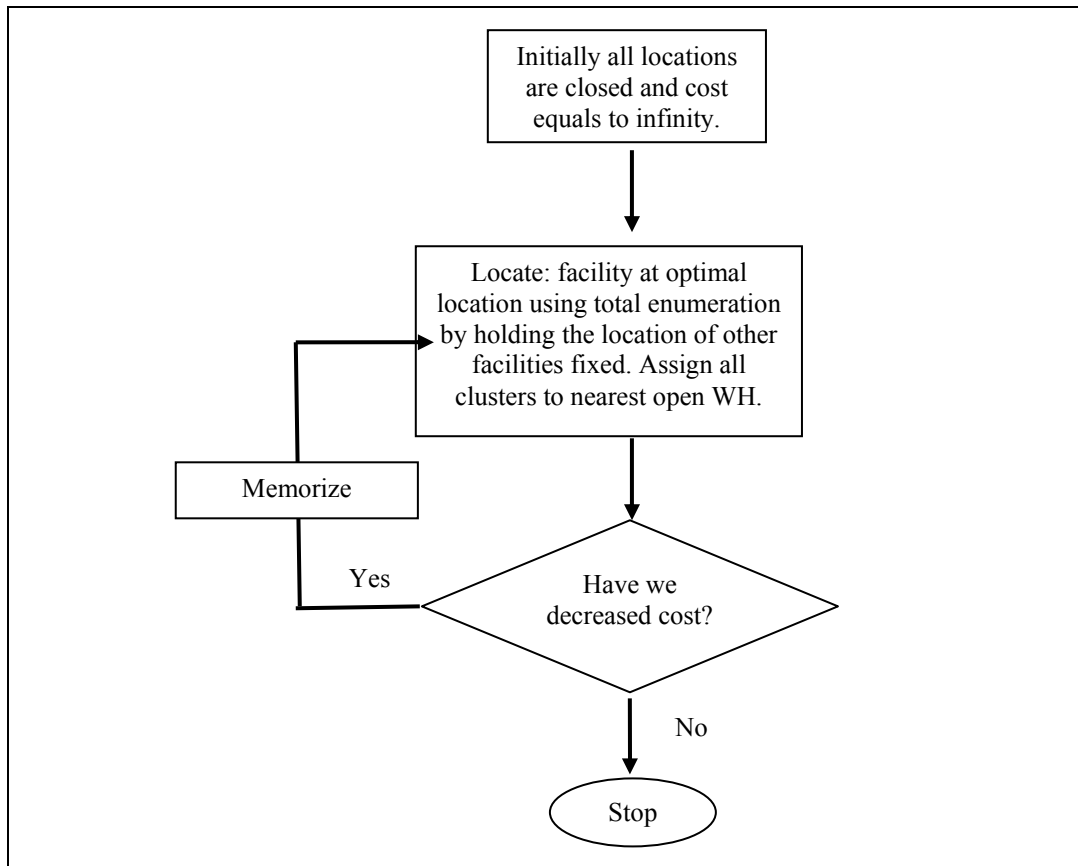 Initially all locations
are closed and cost
equals to infinity.
Locate: facility at optimal
location using total enumeration
by holding the location of other
facilities fixed. Assign all
clusters to nearest open WH.
Memorize
Yes
Have we
decreased cost?
No
Stop